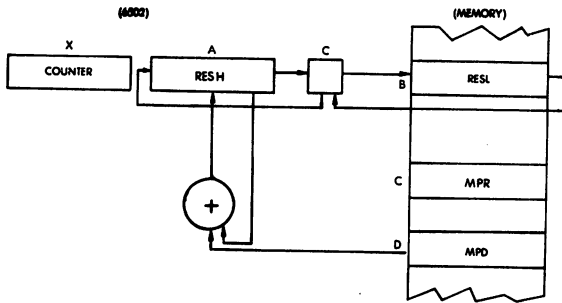 (6502)
(MEMORY)
X
A
C
COUNTER
RESH
B
RESL
+
C
MPR
D
MPD